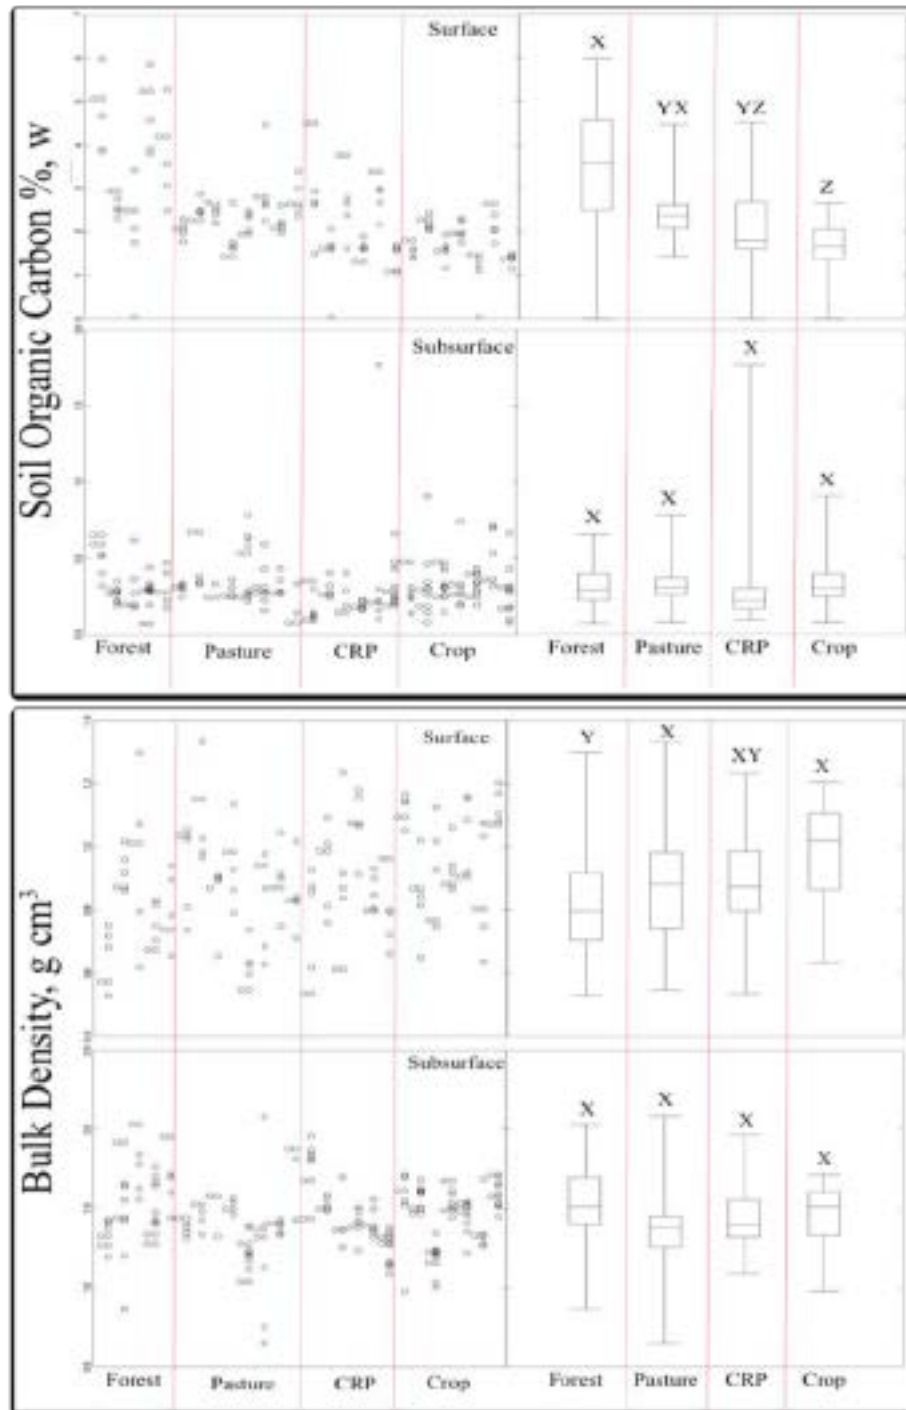 Soil Organic Carbon %, w
Surface
X
YX
YZ
Z
Subsurface
X
X
X
X
Forest Pasture CRP Crop Forest Pasture CRP Crop
Bulk Density, g cm³
Surface
Y
X
XY
X
Subsurface
X
X
X
X
Forest Pasture CRP Crop Forest Pasture CRP Crop